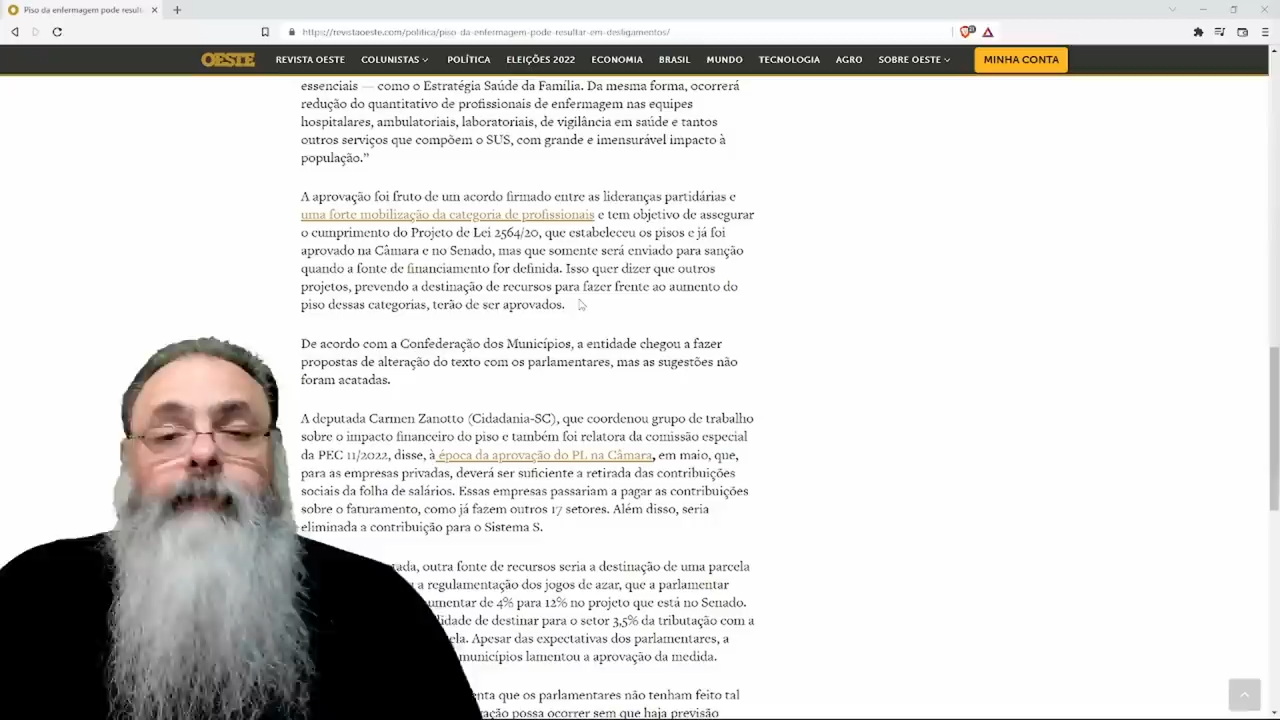 Piso da enfermagem pode result
https://revistaoeste.com/politica/piso-da-enfermagem-pode-resultar-em-desligamentos/
OESTE
REVISTA OESTE
COLUNISTAS
POLÍTICA
ELEIÇÕES 2022
ECONOMIA
BRASIL
MUNDO
TECNOLOGIA
AGRO
SOBRE OESTE
MINHA CONTA
essenciais — como o Estratégia Saúde da Família. Da mesma forma, ocorrerá
redução do quantitativo de profissionais de enfermagem nas equipes
hospitalares, ambulatoriais, laboratoriais, de vigilância em saúde e tantos
outros serviços que compõem o SUS, com grande e imensurável impacto à
população.”
A aprovação foi fruto de um acordo firmado entre as lideranças partidárias e
uma forte mobilização da categoria de profissionais e tem objetivo de assegurar
o cumprimento do Projeto de Lei 2564/20, que estabeleceu os pisos e já foi
aprovado na Câmara e no Senado, mas que somente será enviado para sanção
quando a fonte de financiamento for definida. Isso quer dizer que outros
projetos, prevendo a destinação de recursos para fazer frente ao aumento do
piso dessas categorias, terão de ser aprovados.
De acordo com a Confederação dos Municípios, a entidade chegou a fazer
propostas de alteração do texto com os parlamentares, mas as sugestões não
foram acatadas.
A deputada Carmen Zanotto (Cidadania-SC), que coordenou grupo de trabalho
sobre o impacto financeiro do piso e também foi relatora da comissão especial
da PEC 11/2022, disse, à época da aprovação do PL na Câmara, em maio, que,
para as empresas privadas, deverá ser suficiente a retirada das contribuições
sociais da folha de salários. Essas empresas passariam a pagar as contribuições
sobre o faturamento, como já fazem outros 17 setores. Além disso, seria
eliminada a contribuição para o Sistema S.
outra fonte de recursos seria a destinação de uma parcela
a regulamentação dos jogos de azar, que a parlamentar
de 4% para 12% no projeto que está no Senado.
de destinar para o setor 3,5% da tributação com a
Apesar das expectativas dos parlamentares, a
municípios lamentou a aprovação da medida.
que os parlamentares não tenham feito tal
possa ocorrer sem que haja previsão